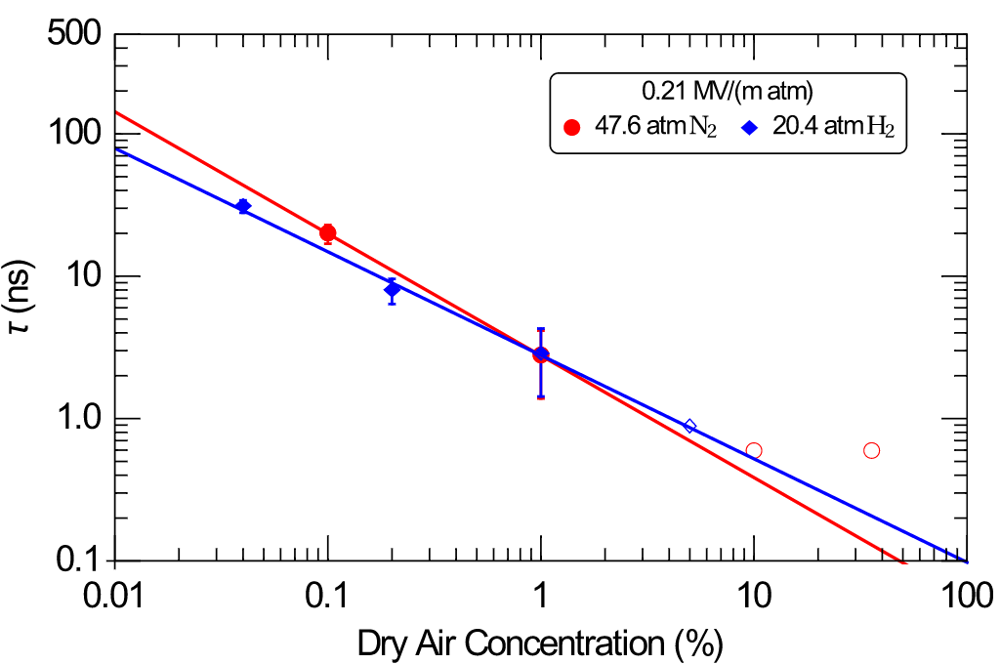 500
100
10
1.0
0.1
τ (ns)
0.21 MV/(m atm)
47.6 atm N₂ 20.4 atm H₂
0.01 0.1 1 10 100
Dry Air Concentration (%)